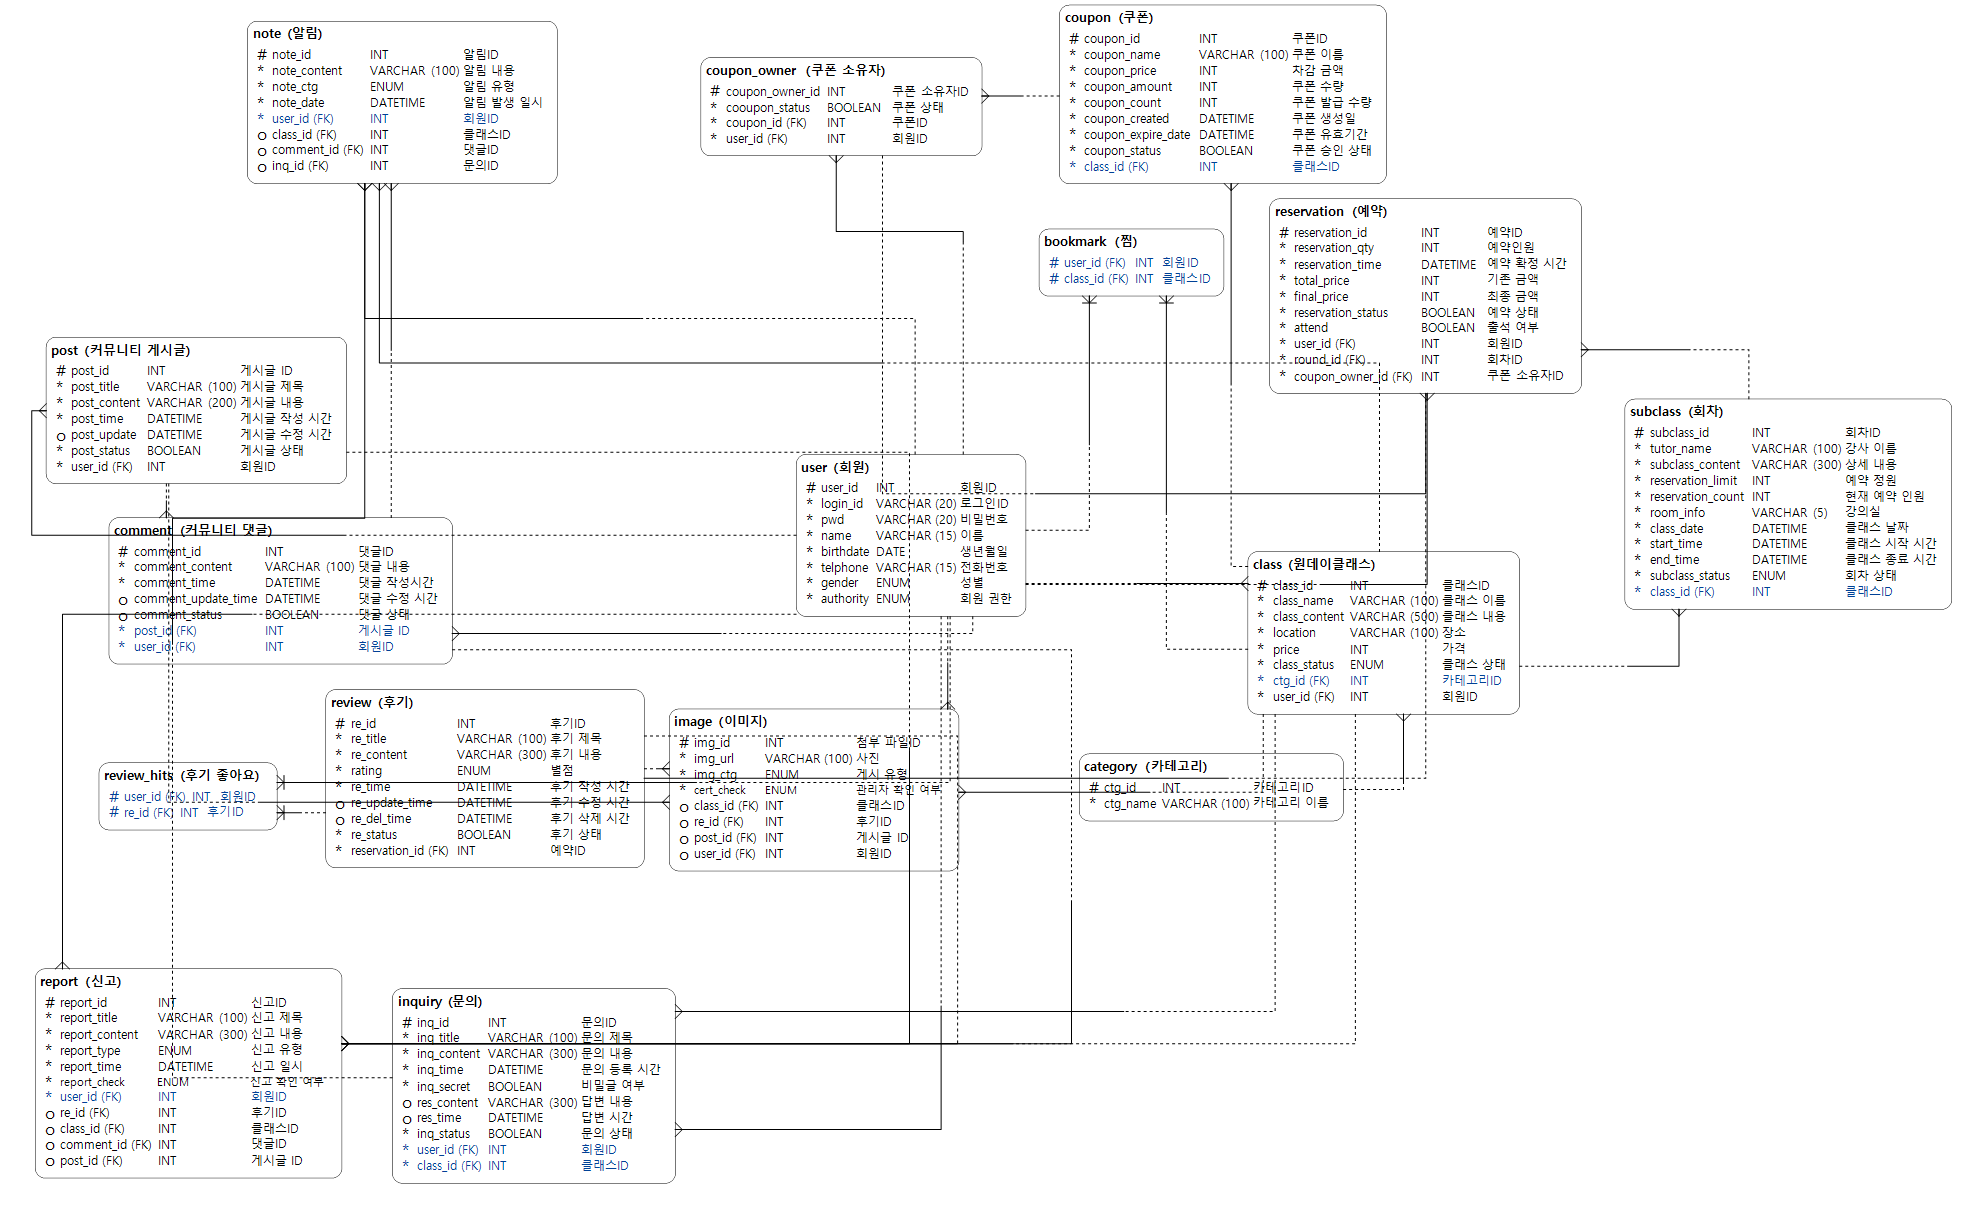 note (알림)
# note_id INT 알림ID
* note_content VARCHAR (100) 알림 내용
* note_ctg ENUM 알림 유형
* note_date DATETIME 알림 발생 일시
* user_id (FK) INT 회원ID
o class_id (FK) INT 클래스ID
o comment_id (FK) INT 댓글ID
o inq_id (FK) INT 문의ID
coupon_owner (쿠폰 소유자)
# coupon_owner_id INT 쿠폰 소유자ID
* cooupon_status BOOLEAN 쿠폰 상태
* coupon_id (FK) INT 쿠폰ID
* user_id (FK) INT 회원ID
coupon (쿠폰)
# coupon_id INT 쿠폰ID
* coupon_name VARCHAR (100) 쿠폰 이름
* coupon_price INT 차감 금액
* coupon_amount INT 쿠폰 수량
* coupon_count INT 쿠폰 발급 수량
* coupon_created DATETIME 쿠폰 생성일
* coupon_expire_date DATETIME 쿠폰 유효기간
* coupon_status BOOLEAN 쿠폰 승인 상태
* class_id (FK) INT 클래스ID
bookmark (찜)
# user_id (FK) INT 회원ID
# class_id (FK) INT 클래스ID
reservation (예약)
# reservation_id INT 예약ID
* reservation_qty INT 예약인원
* reservation_time DATETIME 예약 확정 시간
* total_price INT 기존 금액
* final_price INT 최종 금액
* reservation_status BOOLEAN 예약 상태
* attend BOOLEAN 출석 여부
* user_id (FK) INT 회원ID
* round_id (FK) INT 회차ID
* coupon_owner_id (FK) INT 쿠폰 소유자ID
post (커뮤니티 게시글)
# post_id INT 게시글 ID
* post_title VARCHAR (100) 게시글 제목
* post_content VARCHAR (200) 게시글 내용
* post_time DATETIME 게시글 작성 시간
o post_update DATETIME 게시글 수정 시간
* post_status BOOLEAN 게시글 상태
* user_id (FK) INT 회원ID
subclass (회차)
# subclass_id INT 회차ID
* tutor_name VARCHAR (100) 강사 이름
* subclass_content VARCHAR (300) 상세 내용
* reservation_limit INT 예약 정원
* reservation_count INT 현재 예약 인원
* room_info VARCHAR (5) 강의실
* class_date DATETIME 클래스 날짜
* start_time DATETIME 클래스 시작 시간
* end_time DATETIME 클래스 종료 시간
* subclass_status ENUM 회차 상태
* class_id (FK) INT 클래스ID
user (회원)
# user_id INT 회원ID
* login_id VARCHAR (20) 로그인ID
* pwd VARCHAR (20) 비밀번호
* name VARCHAR (15) 이름
* birthdate DATE 생년월일
* telphone VARCHAR (15) 전화번호
* gender ENUM 성별
* authority ENUM 회원 권한
comment (커뮤니티 댓글)
# comment_id INT 댓글ID
* comment_content VARCHAR (100) 댓글 내용
* comment_time DATETIME 댓글 작성시간
o comment_update_time DATETIME 댓글 수정 시간
o comment_status BOOLEAN 댓글 상태
* post_id (FK) INT 게시글 ID
* user_id (FK) INT 회원ID
class (원데이클래스)
# class_id INT 클래스ID
* class_name VARCHAR (100) 클래스 이름
* class_content VARCHAR (500) 클래스 내용
* location VARCHAR (100) 장소
* price INT 가격
* class_status ENUM 클래스 상태
* ctg_id (FK) INT 카테고리ID
* user_id (FK) INT 회원ID
review (후기)
# re_id INT 후기ID
* re_title VARCHAR (100) 후기 제목
* re_content VARCHAR (300) 후기 내용
* rating ENUM 별점
* re_time DATETIME 후기 작성 시간
o re_update_time DATETIME 후기 수정 시간
o re_del_time DATETIME 후기 삭제 시간
* re_status BOOLEAN 후기 상태
* reservation_id (FK) INT 예약ID
image (이미지)
# img_id INT 첨부 파일ID
* img_url VARCHAR (100) 사진
* img_ctg ENUM 게시 유형
* cert_check ENUM 관리자 확인 여부
o class_id (FK) INT 클래스ID
o re_id (FK) INT 후기ID
o post_id (FK) INT 게시글 ID
o user_id (FK) INT 회원ID
category (카테고리)
# ctg_id INT 카테고리ID
* ctg_name VARCHAR (100) 카테고리 이름
review_hits (후기 좋아요)
# user_id (FK) INT 회원ID
# re_id (FK) INT 후기ID
report (신고)
# report_id INT 신고ID
* report_title VARCHAR (100) 신고 제목
* report_content VARCHAR (300) 신고 내용
* report_type ENUM 신고 유형
* report_time DATETIME 신고 일시
* report_check ENUM 신고 확인 여부
* user_id (FK) INT 회원ID
o re_id (FK) INT 후기ID
o class_id (FK) INT 클래스ID
o comment_id (FK) INT 댓글ID
o post_id (FK) INT 게시글 ID
inquiry (문의)
# inq_id INT 문의ID
* inq_title VARCHAR (100) 문의 제목
* inq_content VARCHAR (300) 문의 내용
* inq_time DATETIME 문의 등록 시간
* inq_secret BOOLEAN 비밀글 여부
o res_content VARCHAR (300) 답변 내용
o res_time DATETIME 답변 시간
* inq_status BOOLEAN 문의 상태
* user_id (FK) INT 회원ID
* class_id (FK) INT 클래스ID